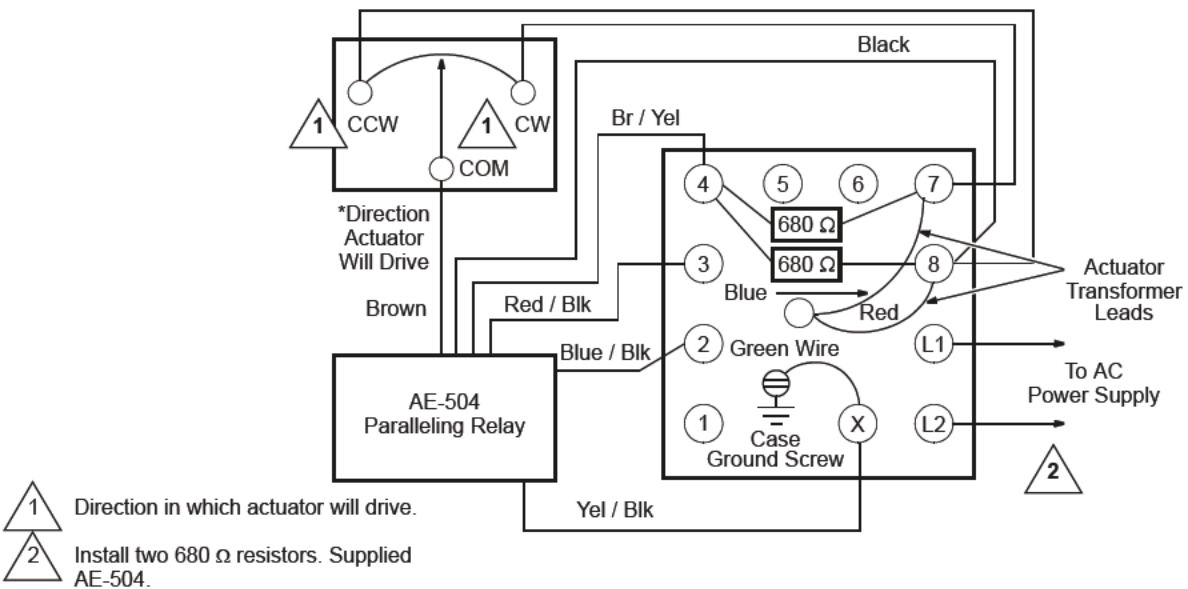 Black
1
CCW
1
CW
COM
Br / Yel
4
5
6
7
680 Ω
*Direction
Actuator
Will Drive
3
680 Ω
8
Blue
Red
Actuator
Transformer
Leads
Brown
Red / Blk
Blue / Blk
2
Green Wire
L1
To AC
Power Supply
AE-504
Paralleling Relay
1
Case
Ground Screw
X
L2
2
Yel / Blk
1
Direction in which actuator will drive.
2
Install two 680 Ω resistors. Supplied
AE-504.